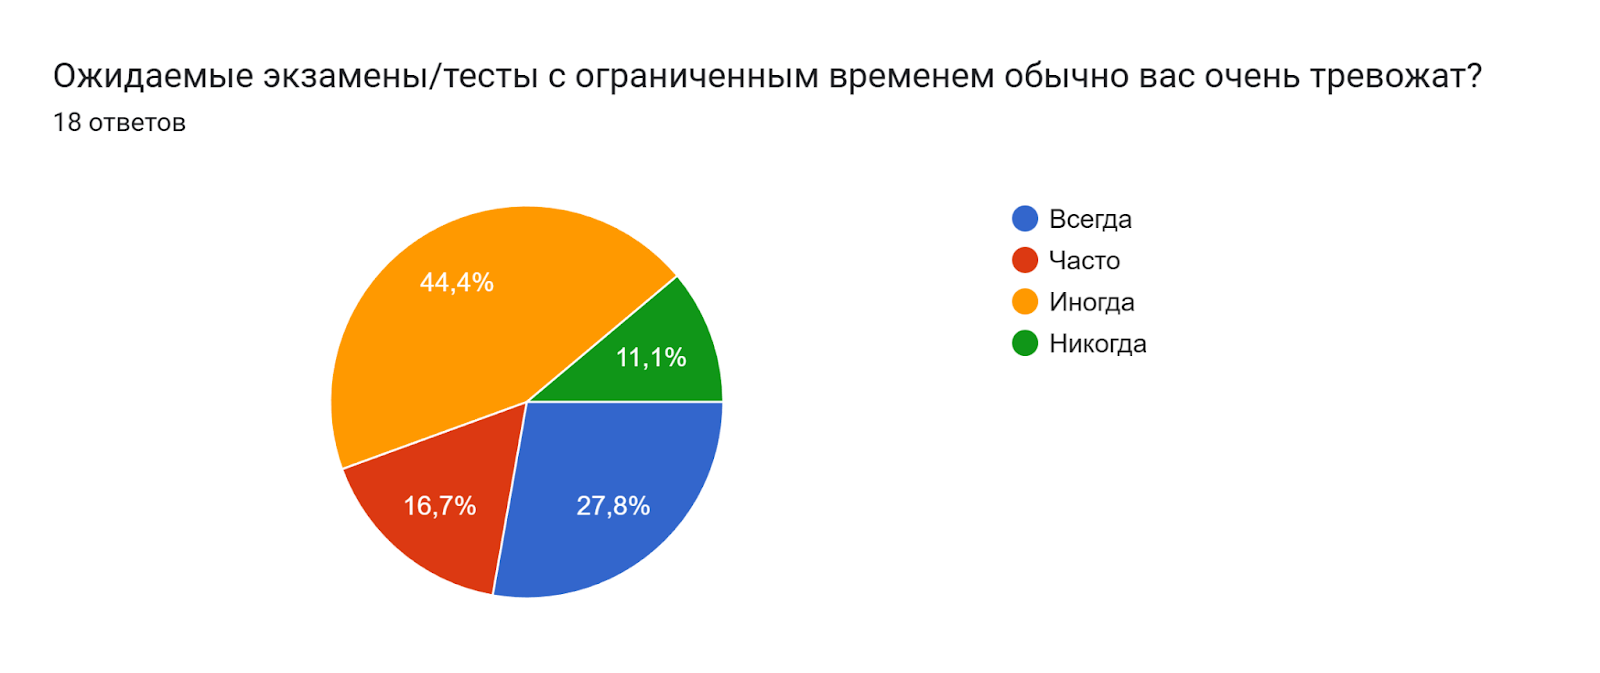 Ожидаемые экзамены/тесты с ограниченным временем обычно вас очень тревожат?
18 ответов
Всегда
Часто
Иногда
Никогда
44,4%
11,1%
16,7%
27,8%